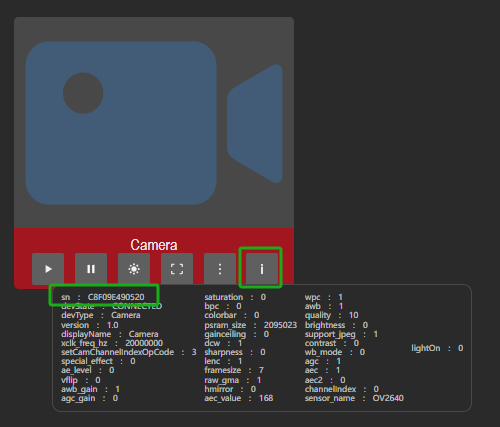 Camera
i
sn : C8F09E490520
devState : CONNECTED
devType : Camera
version : 1.0
displayName : Camera
xclk_freq_hz : 20000000
setCamChannelIndexOpCode : 3
special_effect : 0
ae_level : 0
vflip : 0
awb_gain : 1
agc_gain : 0
saturation : 0
bpc : 0
colorbar : 0
psram_size : 2095023
gainceiling : 0
dcw : 1
sharpness : 0
lenc : 1
framesize : 7
raw_gma : 1
hmirror : 0
aec_value : 168
wpc : 1
awb : 1
quality : 10
brightness : 0
support_jpeg : 1
contrast : 0
wb_mode : 0
agc : 1
aec : 1
aec2 : 0
channelIndex : 0
sensor_name : OV2640
lightOn : 0